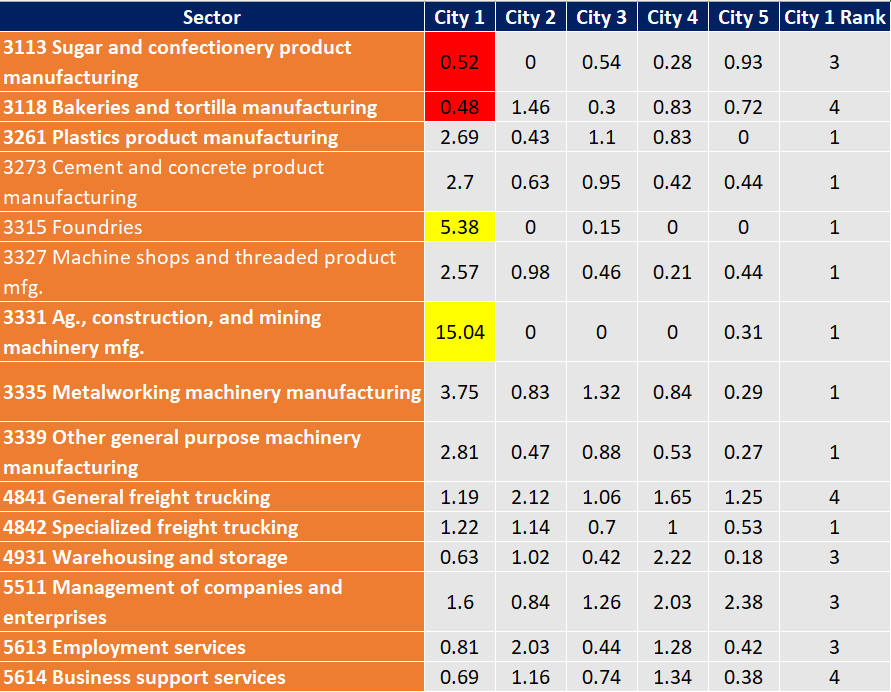 Sector City 1 City 2 City 3 City 4 City 5 City 1 Rank
3113 Sugar and confectionery product
manufacturing 0.52 0 0.54 0.28 0.93 3
3118 Bakeries and tortilla manufacturing 0.48 1.46 0.3 0.83 0.72 4
3261 Plastics product manufacturing 2.69 0.43 1.1 0.83 0 1
3273 Cement and concrete product
manufacturing 2.7 0.63 0.95 0.42 0.44 1
3315 Foundries 5.38 0 0.15 0 0 1
3327 Machine shops and threaded product
mfg. 2.57 0.98 0.46 0.21 0.44 1
3331 Ag., construction, and mining
machinery mfg. 15.04 0 0 0 0.31 1
3335 Metalworking machinery manufacturing 3.75 0.83 1.32 0.84 0.29 1
3339 Other general purpose machinery
manufacturing 2.81 0.47 0.88 0.53 0.27 1
4841 General freight trucking 1.19 2.12 1.06 1.65 1.25 4
4842 Specialized freight trucking 1.22 1.14 0.7 1 0.53 1
4931 Warehousing and storage 0.63 1.02 0.42 2.22 0.18 3
5511 Management of companies and
enterprises 1.6 0.84 1.26 2.03 2.38 3
5613 Employment services 0.81 2.03 0.44 1.28 0.42 3
5614 Business support services 0.69 1.16 0.74 1.34 0.38 4